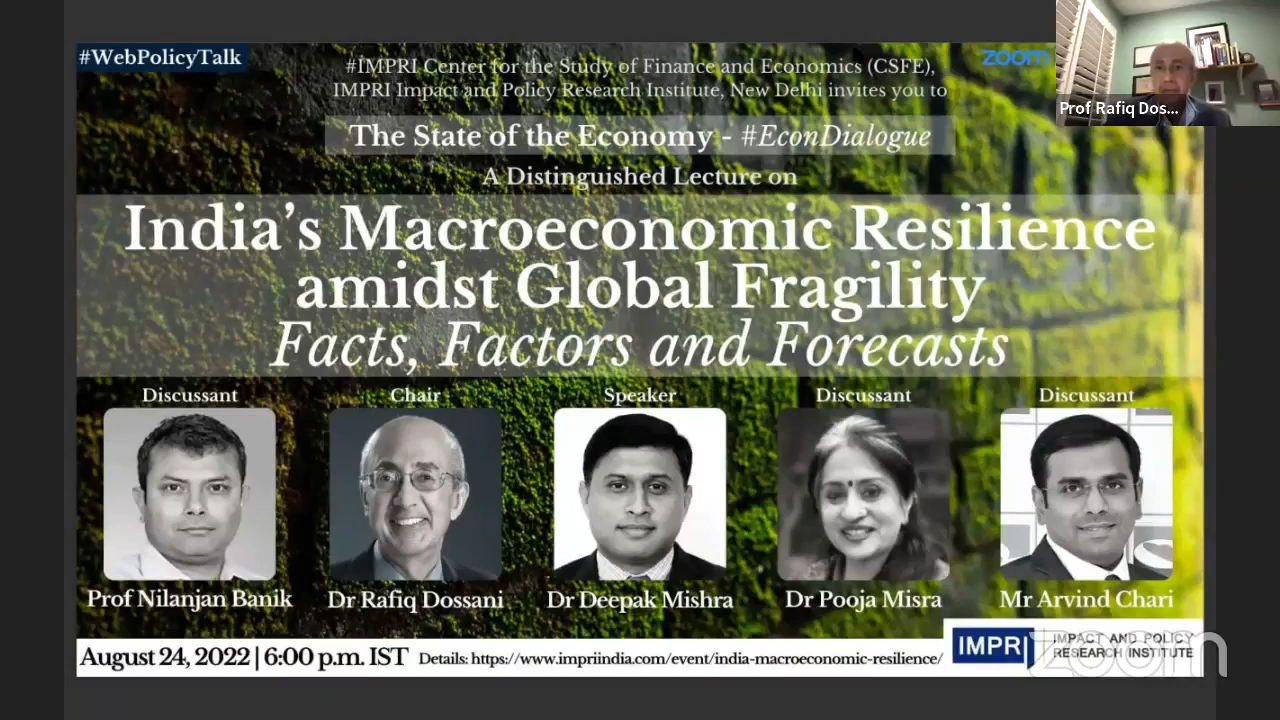 #WebPolicyTalk
zoom
Prof Rafiq Dos...
#IMPRI Center for the Study of Finance and Economics (CSFE),
IMPRI Impact and Policy Research Institute, New Delhi invites you to
The State of the Economy - #EconDialogue
A Distinguished Lecture on
India's Macroeconomic Resilience
amidst Global Fragility
Facts, Factors and Forecasts
Discussant
Chair
Speaker
Discussant
Discussant
Prof Nilanjan Banik
Dr Rafiq Dossani
Dr Deepak Mishra
Dr Pooja Misra
Mr Arvind Chari
August 24, 2022 | 6:00 p.m. IST
Details: https://www.impriindia.com/event/india-macroeconomic-resilience/
IMPRI
IMPACT AND POLICY
RESEARCH INSTITUTE
zoom